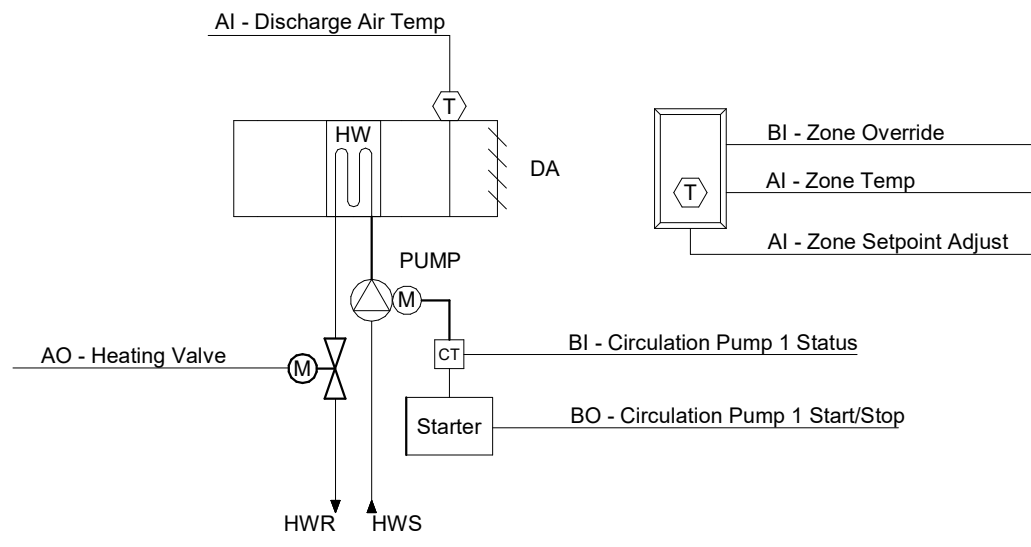 AI - Discharge Air Temp
T
HW
DA
BI - Zone Override
T
AI - Zone Temp
AI - Zone Setpoint Adjust
PUMP
M
CT
BI - Circulation Pump 1 Status
AO - Heating Valve
M
Starter
BO - Circulation Pump 1 Start/Stop
HWR
HWS